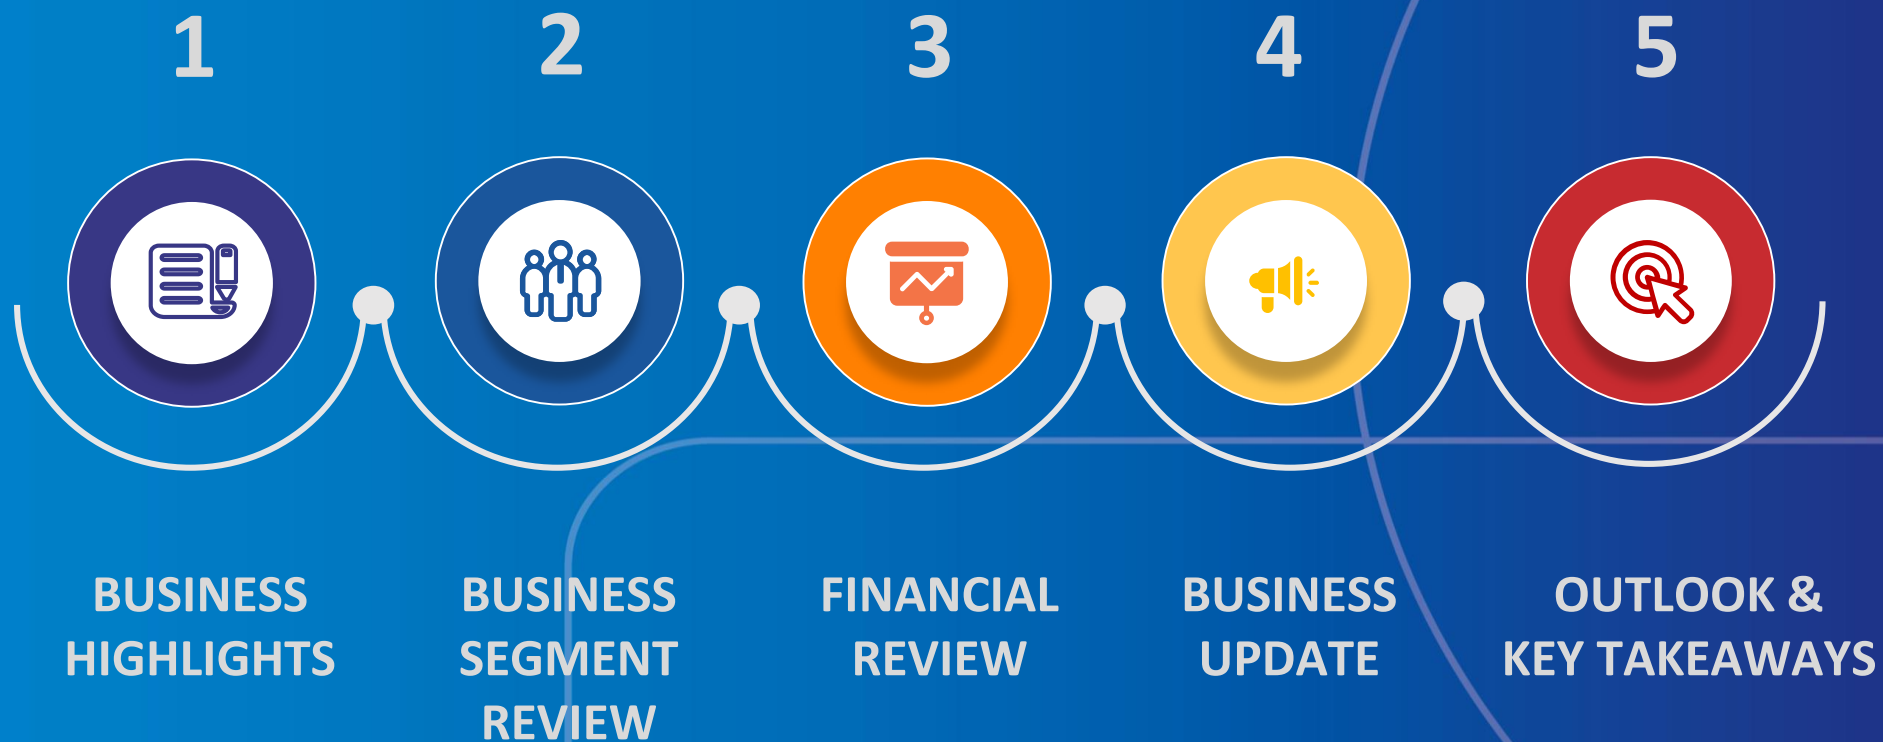 1
2
3
4
5
BUSINESS
HIGHLIGHTS
BUSINESS
SEGMENT
REVIEW
FINANCIAL
REVIEW
BUSINESS
UPDATE
OUTLOOK &
KEY TAKEAWAYS